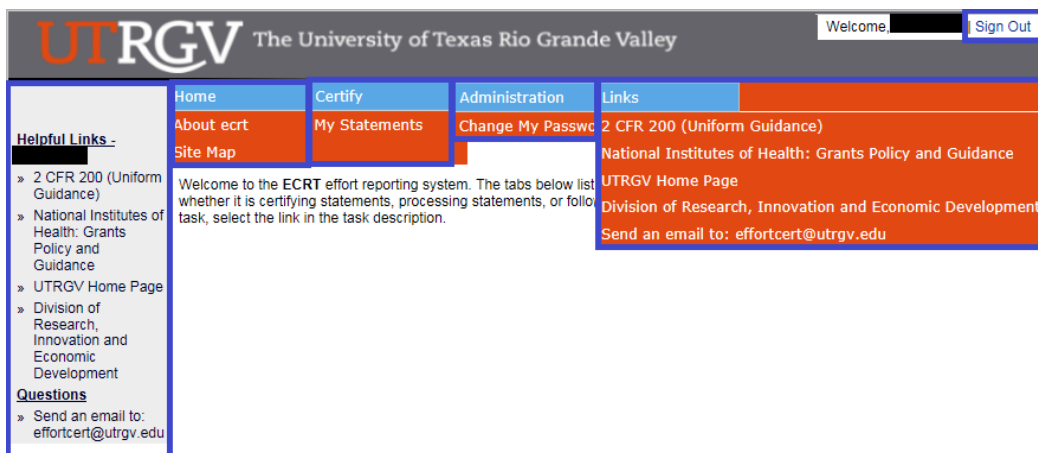 UTRGV The University of Texas Rio Grande Valley
Welcome, | Sign Out
Home Certify Administration Links
About ecrt
Site Map
My Statements
Change My Passwo
2 CFR 200 (Uniform Guidance)
National Institutes of Health: Grants Policy and Guidance
UTRGV Home Page
Division of Research, Innovation and Economic Development
Send an email to: effortcert@utrgv.edu
Helpful Links -
» 2 CFR 200 (Uniform
Guidance)
» National Institutes of
Health: Grants
Policy and
Guidance
» UTRGV Home Page
» Division of
Research,
Innovation and
Economic
Development
Questions
» Send an email to:
effortcert@utrgv.edu
Welcome to the ECRT effort reporting system. The tabs below list
whether it is certifying statements, processing statements, or follo
task, select the link in the task description.